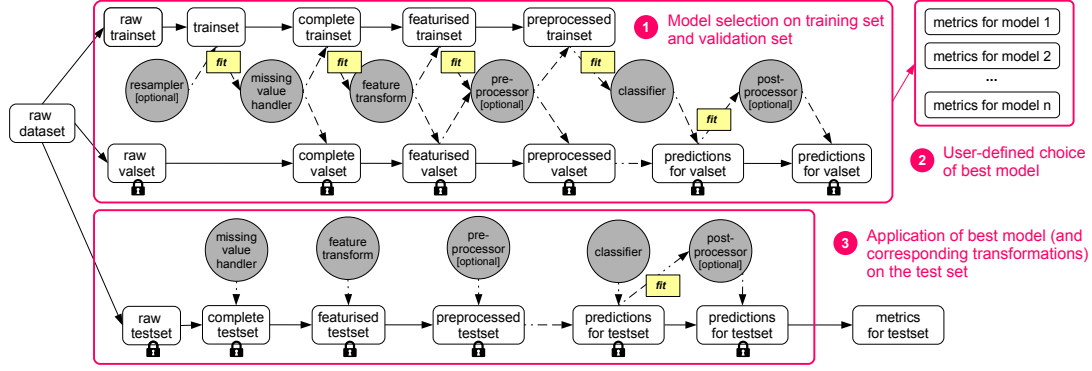 raw
trainset
trainset
complete
trainset
featurised
trainset
preprocessed
trainset
1
Model selection on training set
and validation set
metrics for model 1
metrics for model 2
...
metrics for model n
fit
fit
fit
fit
resampler
[optional]
missing
value
handler
feature
transform
pre-
processor
[optional]
classifier
post-
processor
[optional]
fit
raw
dataset
raw
valset
complete
valset
featurised
valset
preprocessed
valset
predictions
for valset
predictions
for valset
2
User-defined choice
of best model
missing
value
handler
feature
transform
pre-
processor
[optional]
classifier
post-
processor
[optional]
fit
3
Application of best model (and
corresponding transformations)
on the test set
raw
testset
complete
testset
featurised
testset
preprocessed
testset
predictions
for testset
predictions
for testset
metrics
for testset